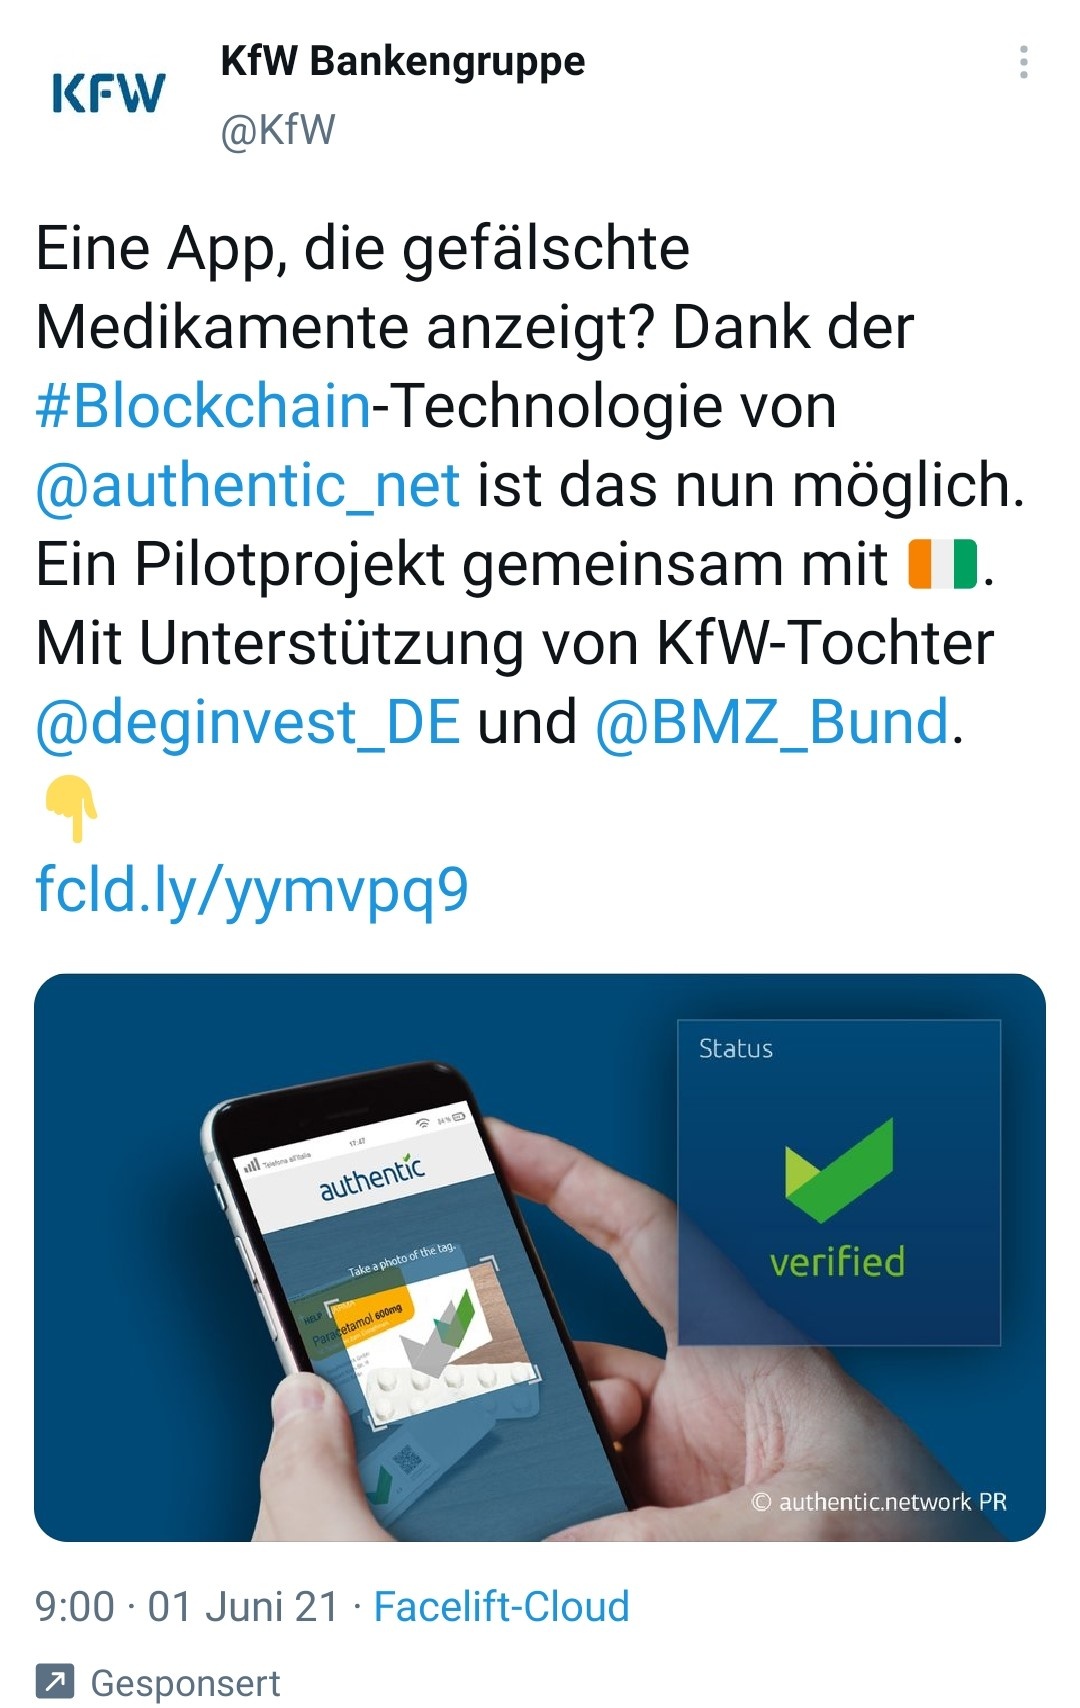 KFW
KfW Bankengruppe
@KfW
Eine App, die gefälschte
Medikamente anzeigt? Dank der
#Blockchain-Technologie von
@authentic_net ist das nun möglich.
Ein Pilotprojekt gemeinsam mit 🇨🇮.
Mit Unterstützung von KfW-Tochter
@deginvest_DE und @BMZ_Bund.
👇
fcld.ly/yymvpq9
Status
authentic
Take a photo of the tag.
HELP
Paracetamol 600mg
verified
© authentic.network PR
9:00 · 01 Juni 21 · Facelift-Cloud
Gesponsert